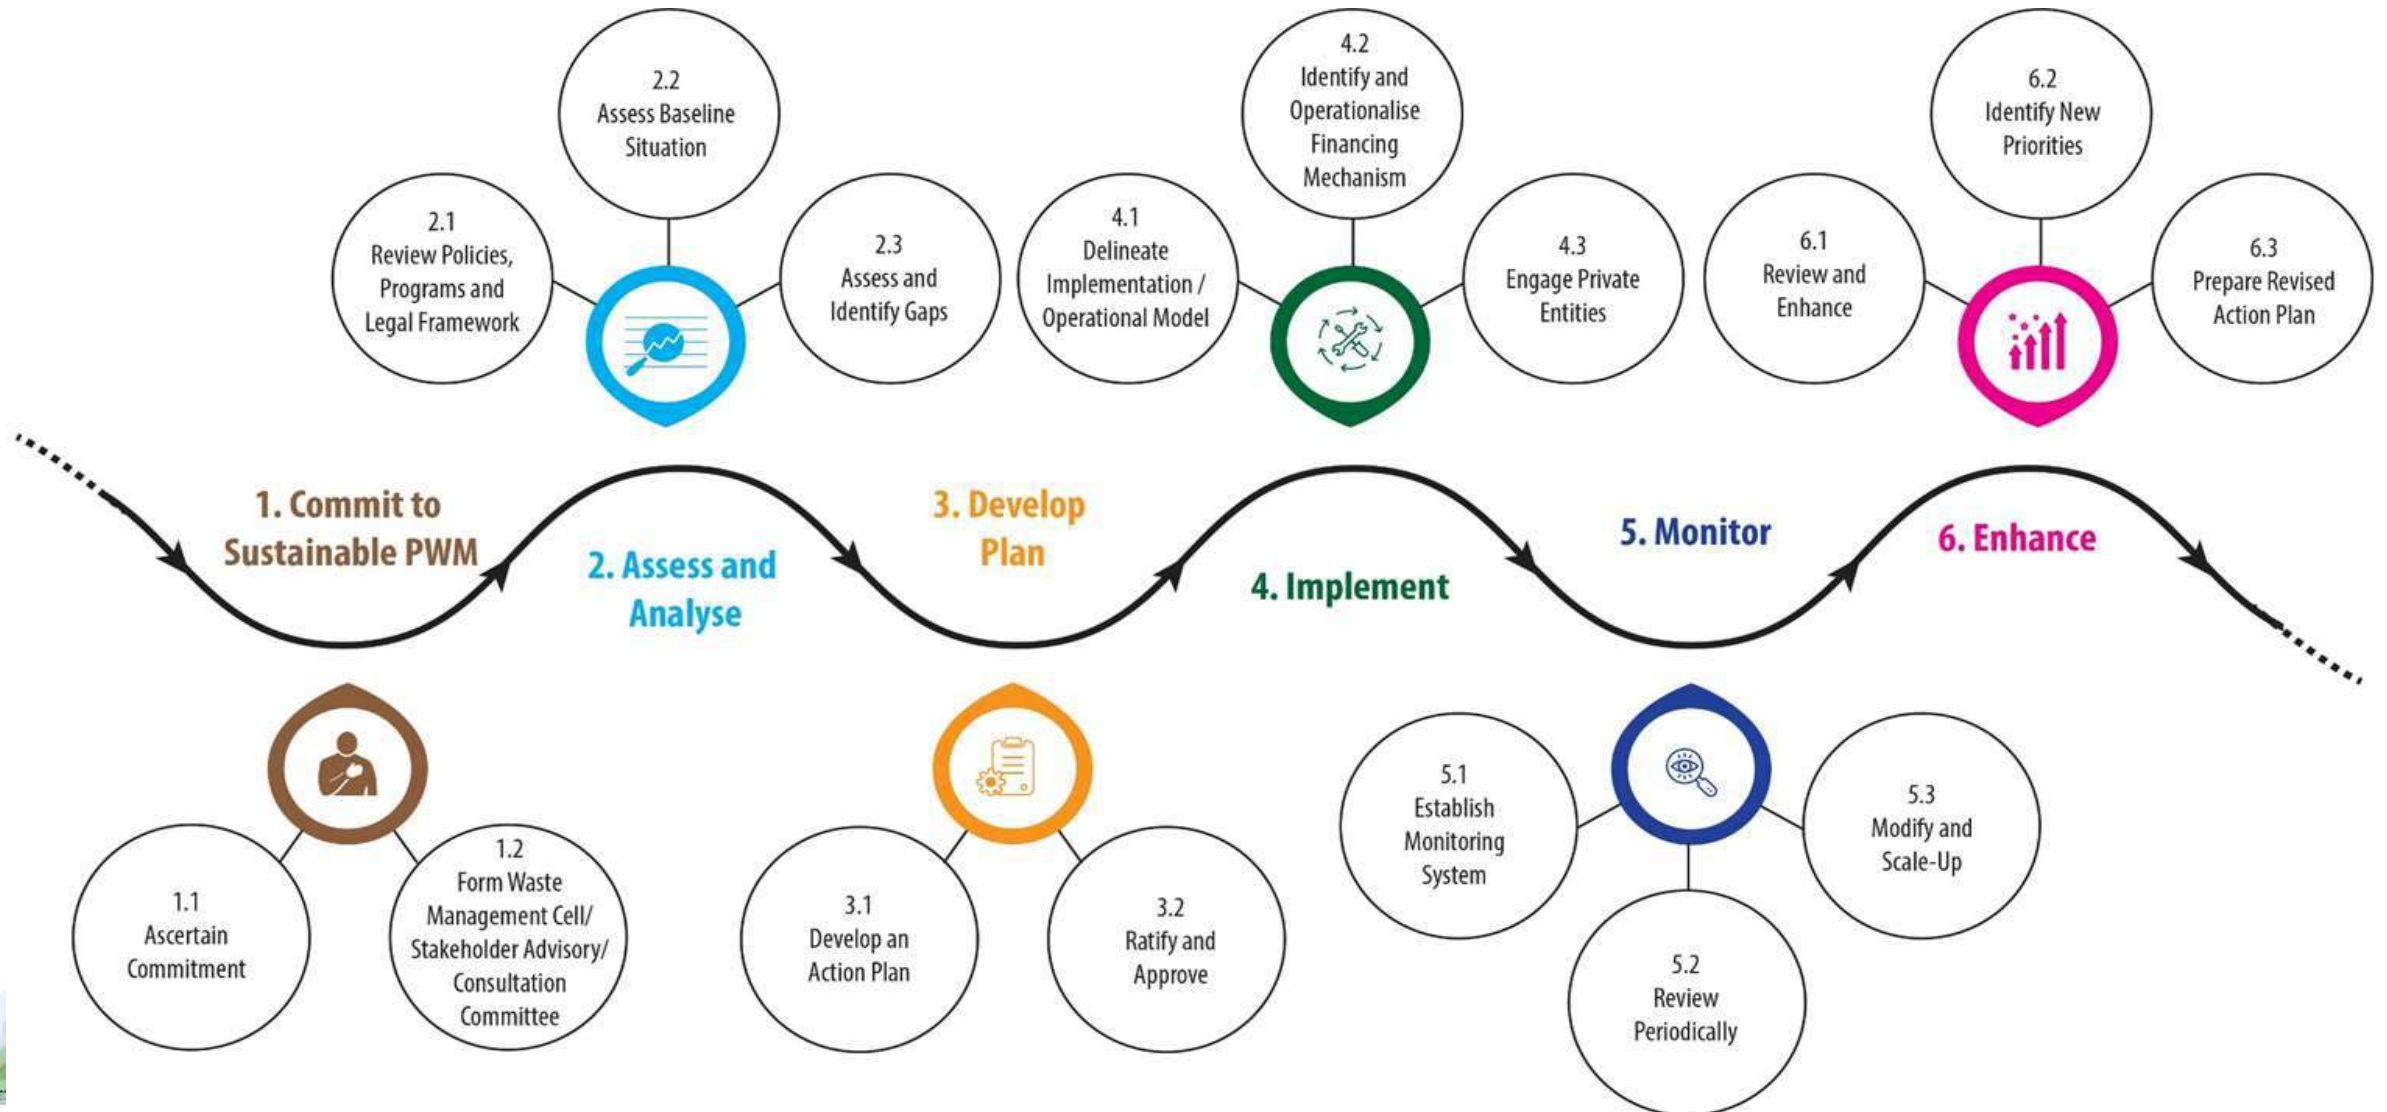 1. Commit to
Sustainable PWM
1.1
Ascertain
Commitment
1.2
Form Waste
Management Cell/
Stakeholder Advisory/
Consultation
Committee
2. Assess and
Analyse
2.1
Review Policies,
Programs and
Legal Framework
2.2
Assess Baseline
Situation
2.3
Assess and
Identify Gaps
3. Develop
Plan
3.1
Develop an
Action Plan
3.2
Ratify and
Approve
4. Implement
4.1
Delineate
Implementation /
Operational Model
4.2
Identify and
Operationalise
Financing
Mechanism
4.3
Engage Private
Entities
5. Monitor
5.1
Establish
Monitoring
System
5.2
Review
Periodically
5.3
Modify and
Scale-Up
6. Enhance
6.1
Review and
Enhance
6.2
Identify New
Priorities
6.3
Prepare Revised
Action Plan